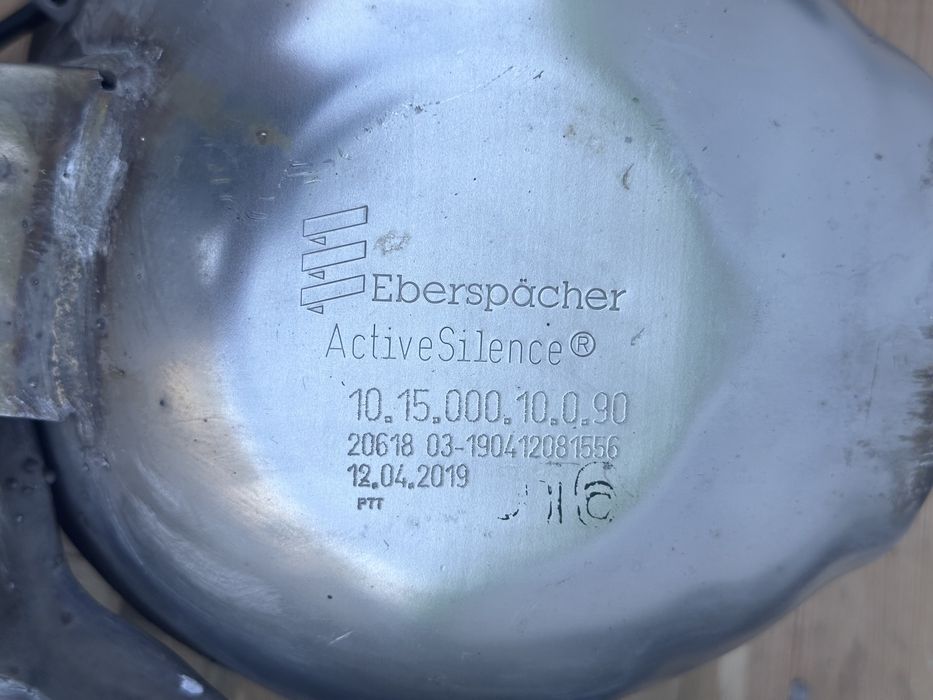 Eberspächer
ActiveSilence®
10.15.000.10.0.90
20618 03-190412081556
12.04.2019
PTT